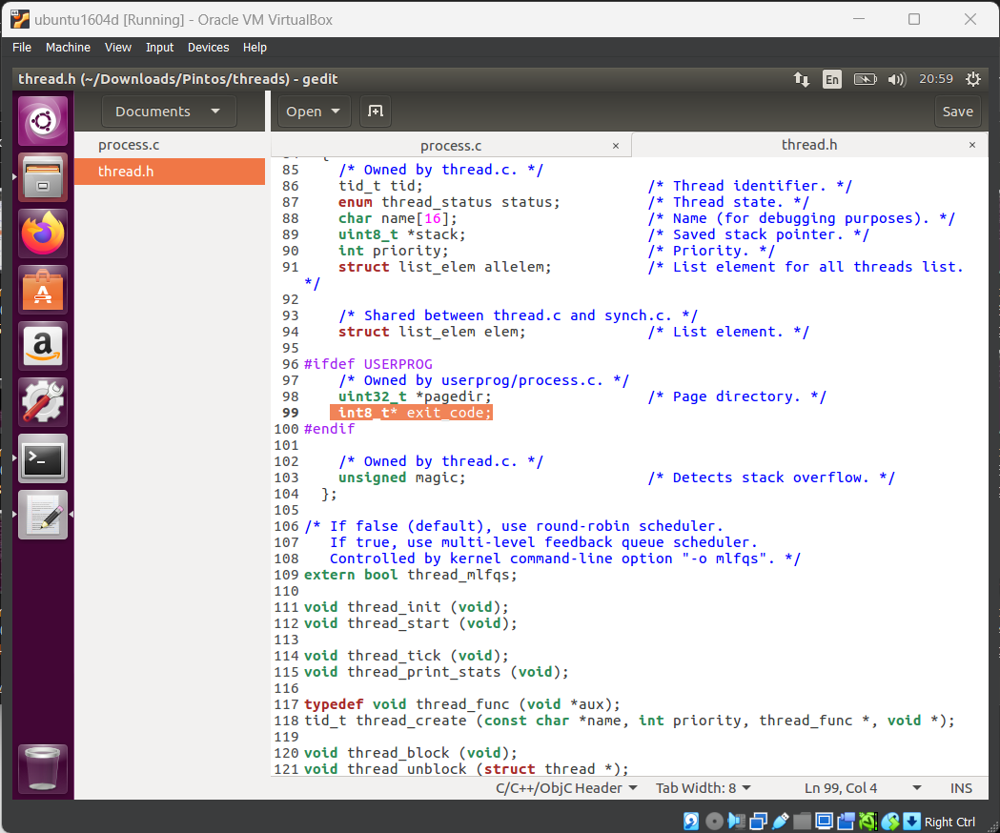 ubuntu1604d [Running] - Oracle VM VirtualBox
File Machine View Input Devices Help
thread.h (~/Downloads/Pintos/threads) - gedit En 20:59
Documents Open Save
process.c
thread.h
process.c × thread.h ×
85 /* Owned by thread.c. */
86 tid_t tid; /* Thread identifier. */
87 enum thread_status status; /* Thread state. */
88 char name[16]; /* Name (for debugging purposes). */
89 uint8_t *stack; /* Saved stack pointer. */
90 int priority; /* Priority. */
91 struct list_elem allelem; /* List element for all threads list.
*/
92
93 /* Shared between thread.c and synch.c. */
94 struct list_elem elem; /* List element. */
95
96 #ifdef USERPROG
97 /* Owned by userprog/process.c. */
98 uint32_t *pagedir; /* Page directory. */
99 int8_t* exit_code;
100 #endif
101
102 /* Owned by thread.c. */
103 unsigned magic; /* Detects stack overflow. */
104 };
105
106 /* If false (default), use round-robin scheduler.
107 If true, use multi-level feedback queue scheduler.
108 Controlled by kernel command-line option "-o mlfqs". */
109 extern bool thread_mlfqs;
110
111 void thread_init (void);
112 void thread_start (void);
113
114 void thread_tick (void);
115 void thread_print_stats (void);
116
117 typedef void thread_func (void *aux);
118 tid_t thread_create (const char *name, int priority, thread_func *, void *);
119
120 void thread_block (void);
121 void thread_unblock (struct thread *);
C/C++/ObjC Header Tab Width: 8 Ln 99, Col 4 INS
Right Ctrl